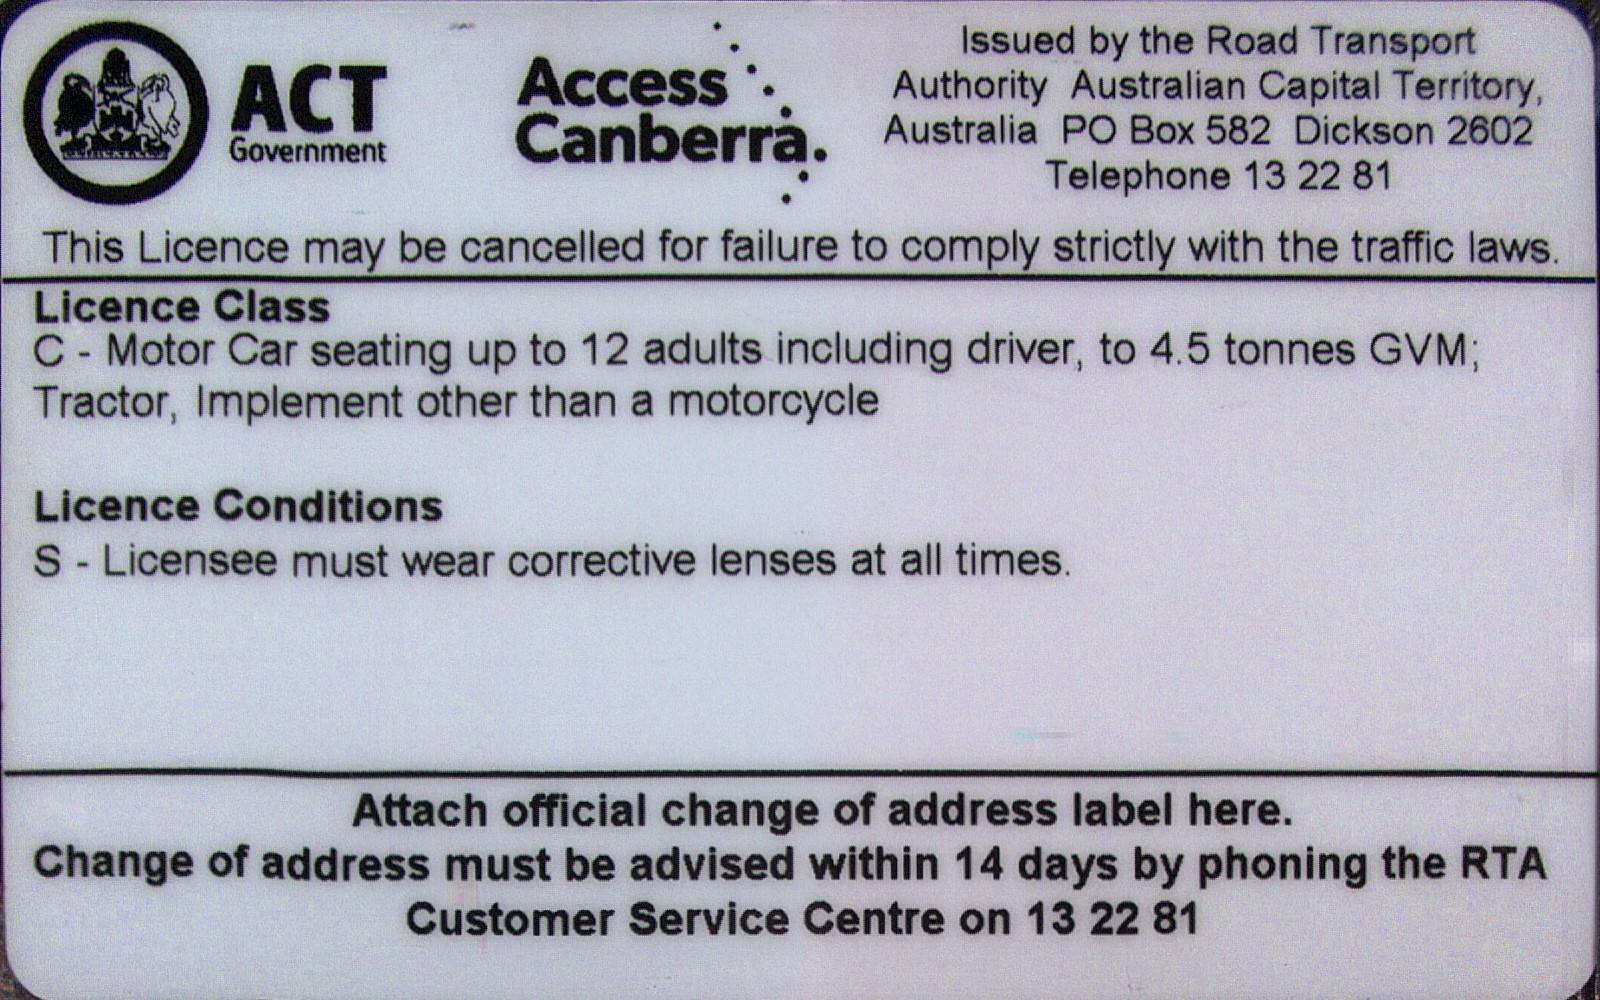 ACT
Government
Access
Canberra.
Issued by the Road Transport
Authority Australian Capital Territory,
Australia PO Box 582 Dickson 2602
Telephone 13 22 81
This Licence may be cancelled for failure to comply strictly with the traffic laws.
Licence Class
C - Motor Car seating up to 12 adults including driver, to 4.5 tonnes GVM;
Tractor, Implement other than a motorcycle
Licence Conditions
S - Licensee must wear corrective lenses at all times.
Attach official change of address label here.
Change of address must be advised within 14 days by phoning the RTA
Customer Service Centre on 13 22 81